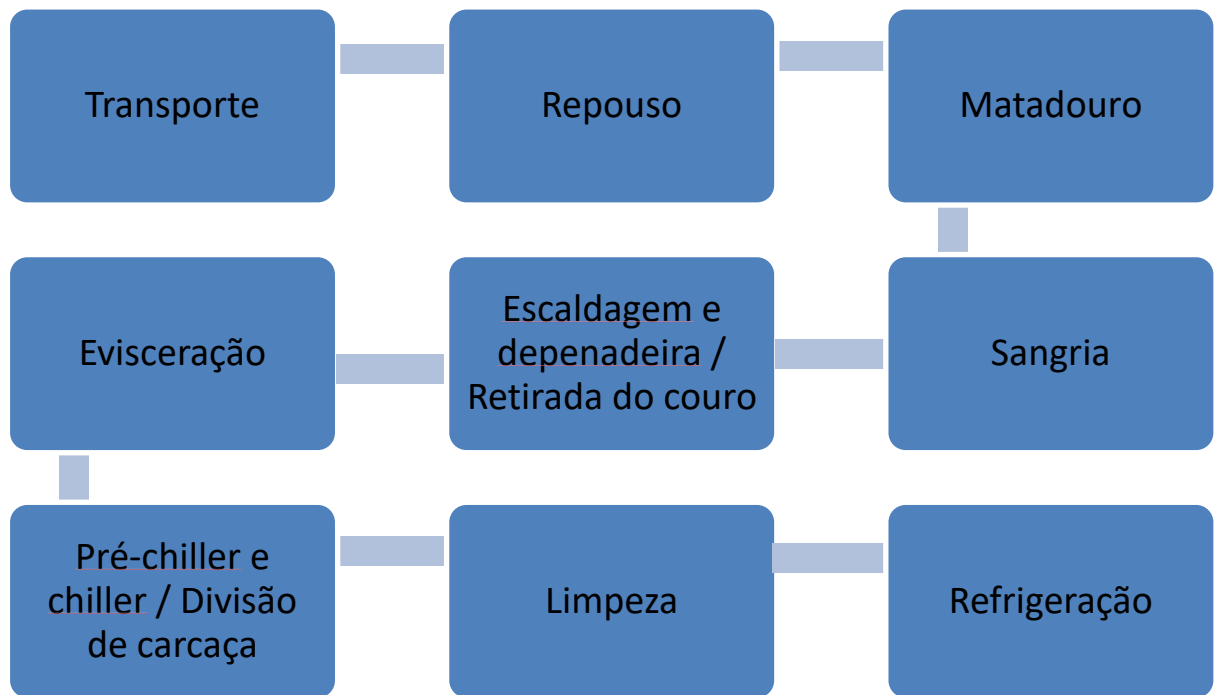 Transporte
Repouso
Matadouro
Evisceração
Escaldagem e
depenadeira /
Retirada do couro
Sangria
Pré-chiller e
chiller / Divisão
de carcaça
Limpeza
Refrigeração